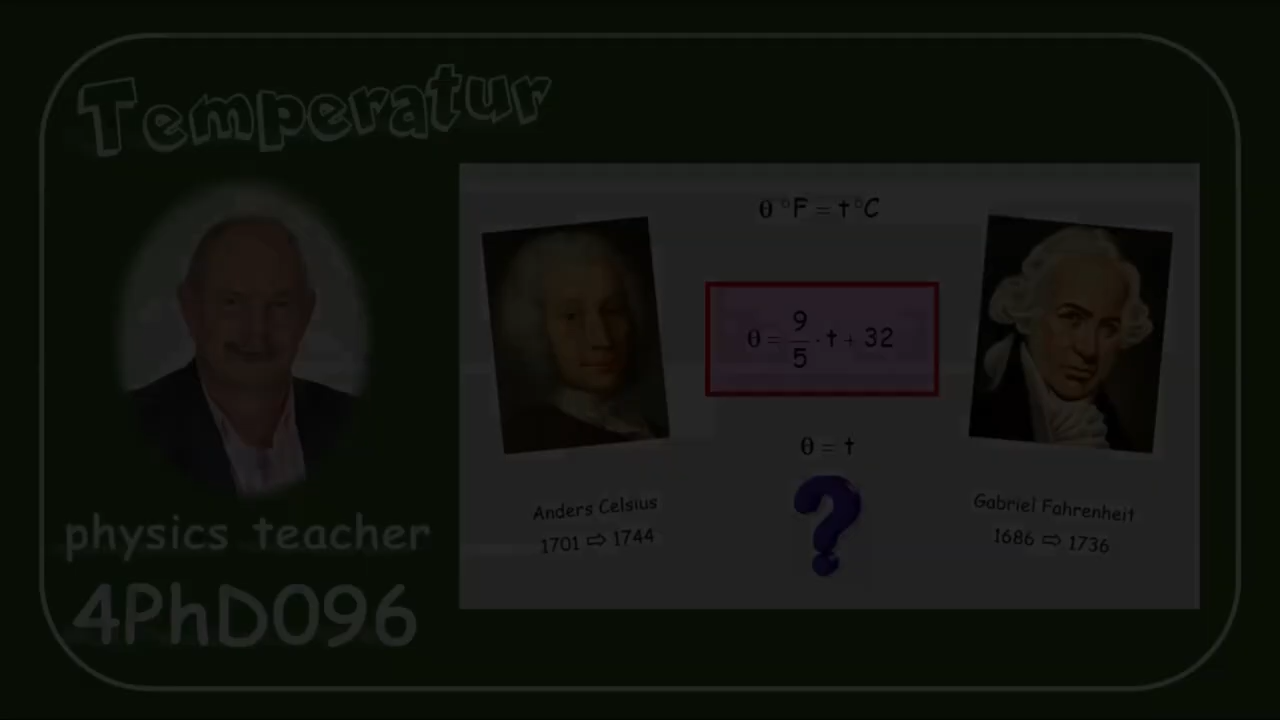 Temperatur
θ °F = t °C
θ = 9/5 · t + 32
θ = t
?
Anders Celsius
1701 ⇨ 1744
Gabriel Fahrenheit
1686 ⇨ 1736
physics teacher
4PhD096